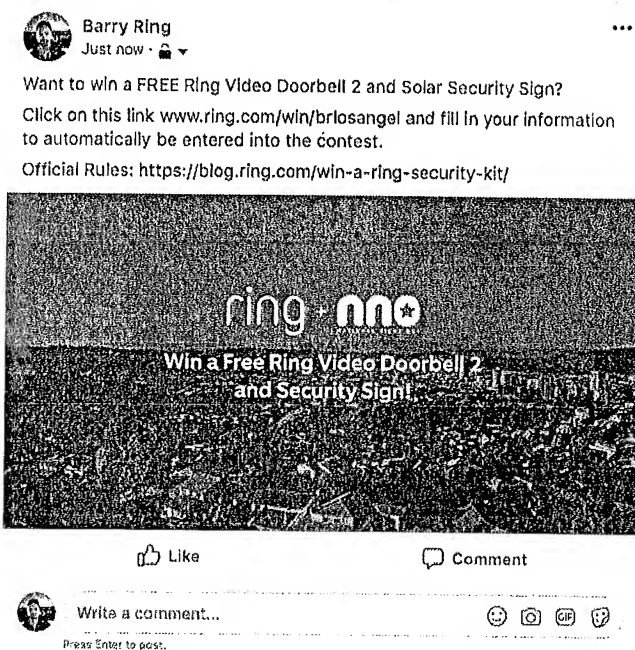 Barry Ring
Just now ·
Want to win a FREE Ring Video Doorbell 2 and Solar Security Sign?
Click on this link www.ring.com/win/brlosangel and fill in your information
to automatically be entered into the contest.
Official Rules: https://blog.ring.com/win-a-ring-security-kit/
ring + nno
Win a Free Ring Video Doorbell 2
and Security Sign!
Like
Comment
Write a comment...
GIF
Press Enter to post.